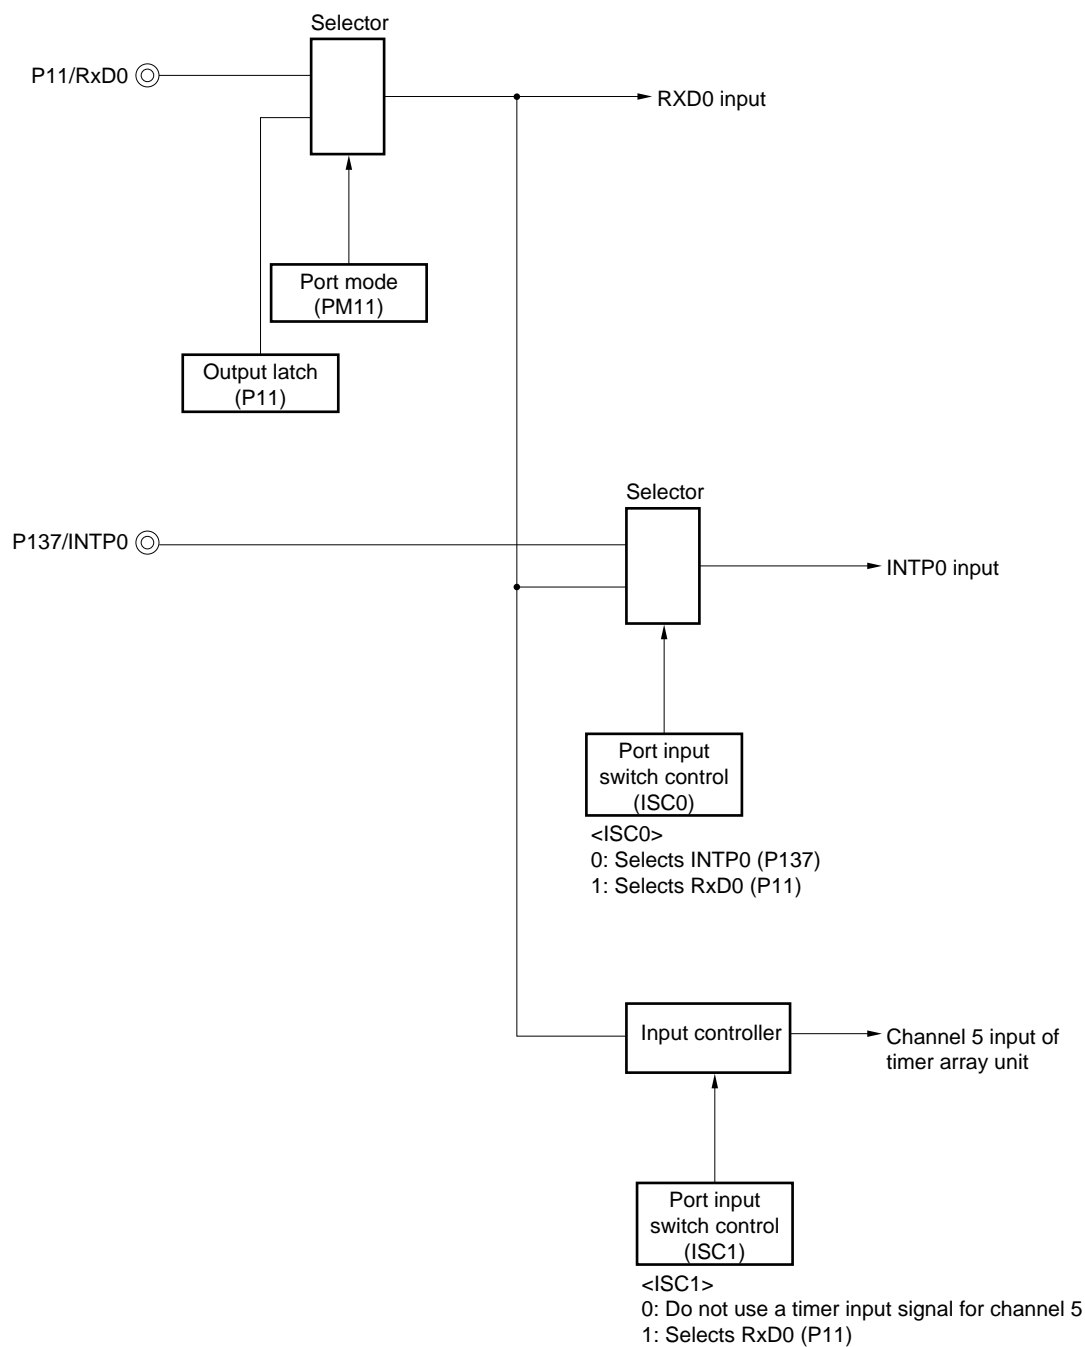 Selector
P11/RxD0
RXD0 input
Port mode
(PM11)
Output latch
(P11)
Selector
P137/INTP0
INTP0 input
Port input
switch control
(ISC0)
<ISC0>
0: Selects INTP0 (P137)
1: Selects RxD0 (P11)
Input controller
Channel 5 input of
timer array unit
Port input
switch control
(ISC1)
<ISC1>
0: Do not use a timer input signal for channel 5
1: Selects RxD0 (P11)